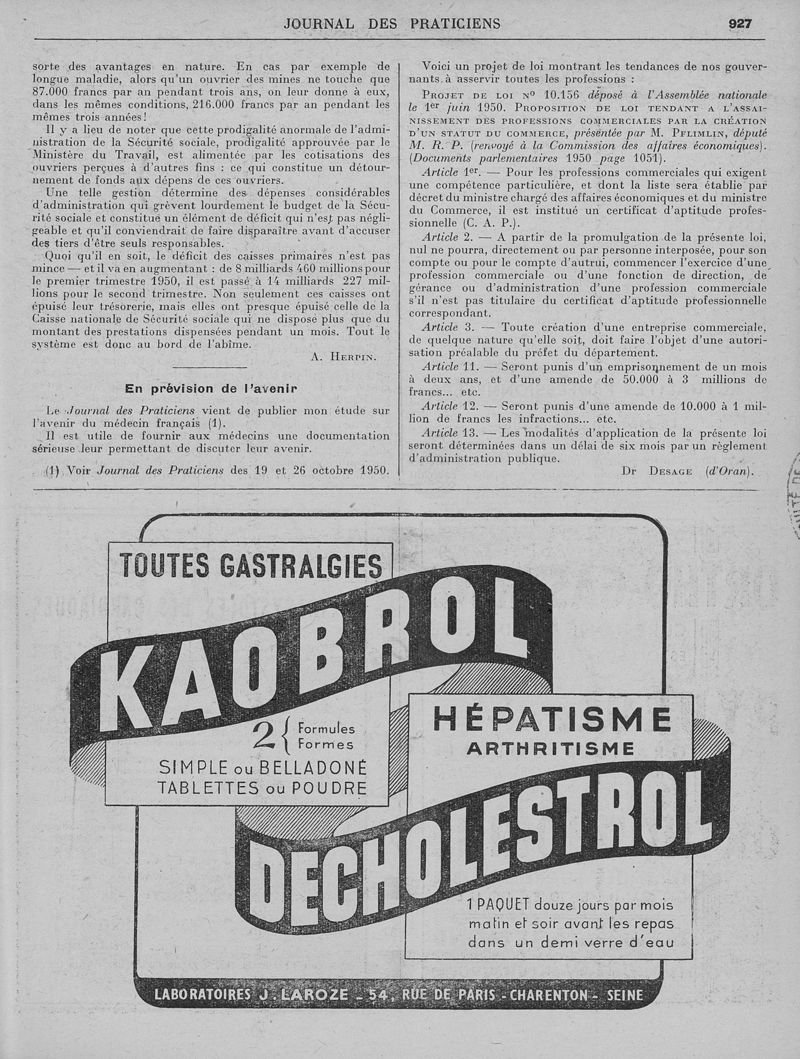 JOURNAL DES PRATICIENS 927
sorte des avantages en nature. En cas par exemple de
longue maladie, alors qu'un ouvrier des mines ne touche que
87.000 francs par an pendant trois ans, on leur donne à eux,
dans les mêmes conditions, 216.000 francs par an pendant les
mêmes trois années!
Il y a lieu de noter que cette prodigalité anormale de l'admi-
nistration de la Sécurité sociale, prodigalité approuvée par le
Ministère du Travail, est alimentée par les cotisations des
ouvriers perçues à d'autres fins : ce qui constitue un détour-
nement de fonds aux dépens de ces ouvriers.
Une telle gestion détermine des dépenses considérables
d'administration qui grèvent lourdement le budget de la Sécu-
rité sociale et constitue un élément de déficit qui n'est pas négli-
geable et qu'il conviendrait de faire disparaître avant d'accuser
des tiers d'être seuls responsables.
Quoi qu'il en soit, le déficit des caisses primaires n'est pas
mince — et il va en augmentant : de 8 milliards 460 millions pour
le premier trimestre 1950, il est passé à 14 milliards 227 mil-
lions pour le second trimestre. Non seulement ces caisses ont
épuisé leur trésorerie, mais elles ont presque épuisé celle de la
Caisse nationale de Sécurité sociale qui ne dispose plus que du
montant des prestations dispensées pendant un mois. Tout le
système est donc au bord de l'abîme.
A. HERPIN.
En prévision de l'avenir
Le Journal des Praticiens vient de publier mon étude sur
l'avenir du médecin français (1).
Il est utile de fournir aux médecins une documentation
sérieuse leur permettant de discuter leur avenir.
(1) Voir Journal des Praticiens des 19 et 26 octobre 1950.
Voici un projet de loi montrant les tendances de nos gouver-
nants à asservir toutes les professions :
PROJET DE LOI Nº 10.156 déposé à l'Assemblée nationale
le 1er juin 1950. PROPOSITION DE LOI TENDANT A L'ASSAI-
NISSEMENT DES PROFESSIONS COMMERCIALES PAR LA CRÉATION
D'UN STATUT DU COMMERCE, présentée par M. PFLIMLIN, député
M. R. P. (renvoyé à la Commission des affaires économiques).
(Documents parlementaires 1950 page 1051).
Article 1er. — Pour les professions commerciales qui exigent
une compétence particulière, et dont la liste sera établie par
décret du ministre chargé des affaires économiques et du ministre
du Commerce, il est institué un certificat d'aptitude profes-
sionnelle (C. A. P.).
Article 2. — A partir de la promulgation de la présente loi,
nul ne pourra, directement ou par personne interposée, pour son
compte ou pour le compte d'autrui, commencer l'exercice d'une
profession commerciale ou d'une fonction de direction, de
gérance ou d'administration d'une profession commerciale
s'il n'est pas titulaire du certificat d'aptitude professionnelle
correspondant.
Article 3. — Toute création d'une entreprise commerciale,
de quelque nature qu'elle soit, doit faire l'objet d'une autori-
sation préalable du préfet du département.
Article 11. — Seront punis d'un emprisonnement de un mois
à deux ans, et d'une amende de 50.000 à 3 millions de
francs... etc.
Article 12. — Seront punis d'une amende de 10.000 à 1 mil-
lion de francs les infractions... etc.
Article 13. — Les modalités d'application de la présente loi
seront déterminées dans un délai de six mois par un règlement
d'administration publique.
Dr DESAGE (d'Oran).
TOUTES GASTRALGIES
KAOBROL
2 { Formules
Formes
SIMPLE ou BELLADONÉ
TABLETTES ou POUDRE
HÉPATISME
ARTHRITISME
DECHOLESTROL
1 PAQUET douze jours par mois
matin et soir avant les repas
dans un demi verre d'eau
LABORATOIRES J. LAROZE - 54, RUE DE PARIS - CHARENTON - SEINE